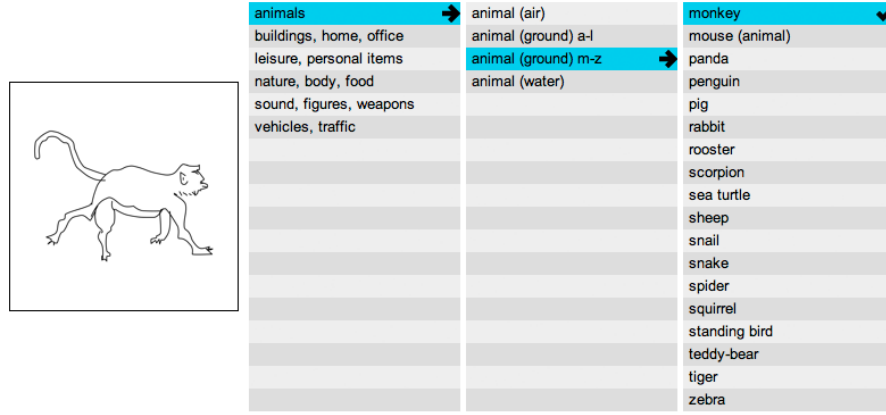 animals
buildings, home, office
leisure, personal items
nature, body, food
sound, figures, weapons
vehicles, traffic
animal (air)
animal (ground) a-l
animal (ground) m-z
animal (water)
monkey
mouse (animal)
panda
penguin
pig
rabbit
rooster
scorpion
sea turtle
sheep
snail
snake
spider
squirrel
standing bird
teddy-bear
tiger
zebra